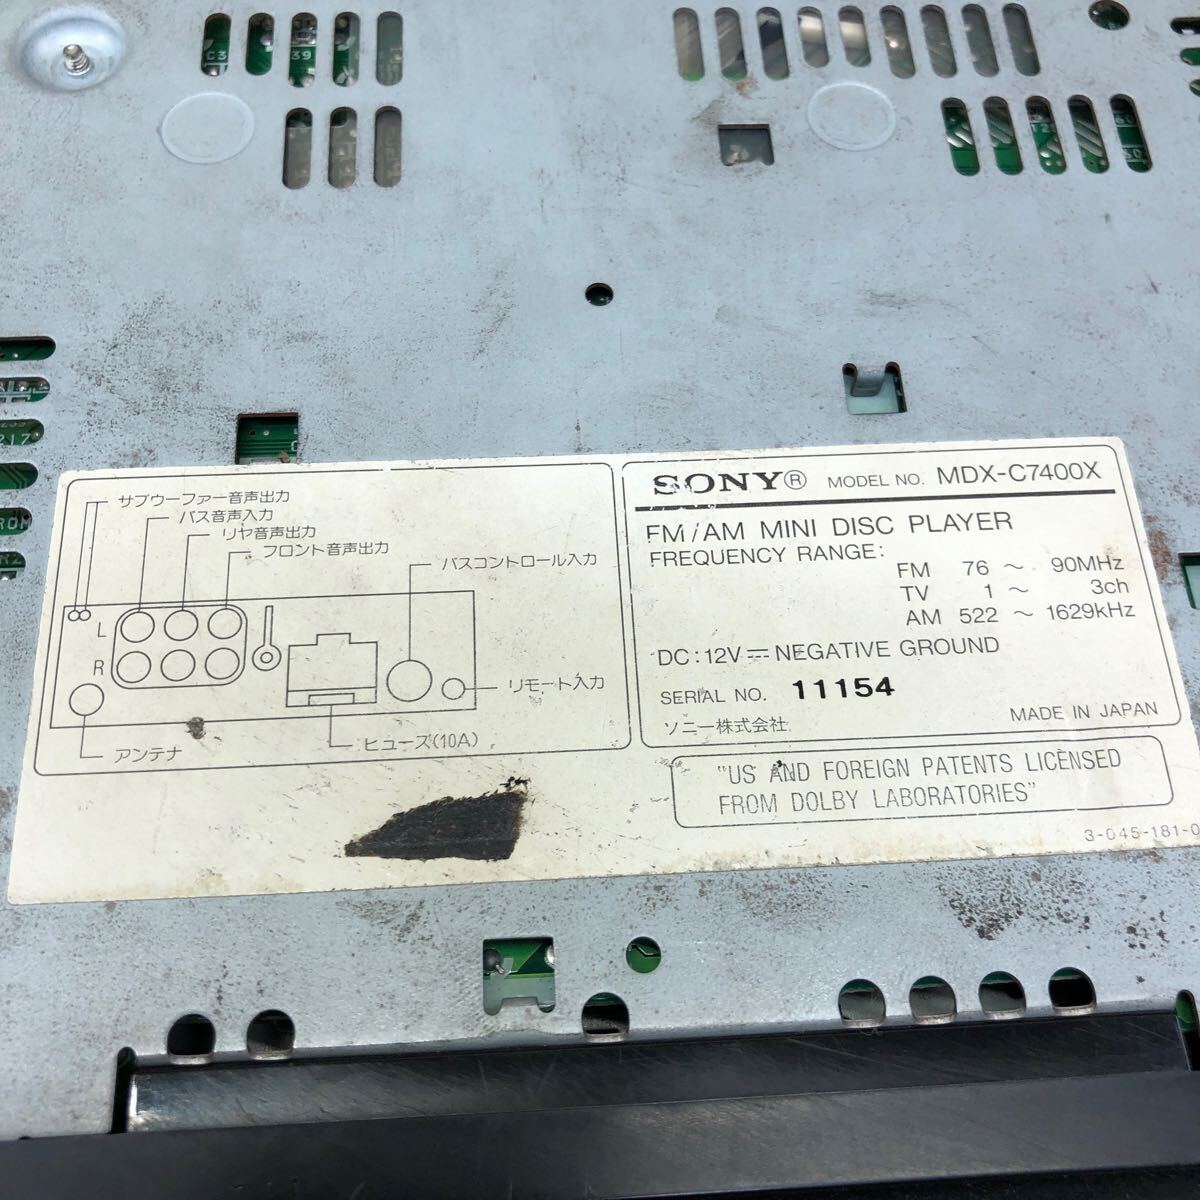 サブウーファー音声出力
バス音声入力
リヤ音声出力
フロント音声出力
バスコントロール入力
L
R
リモート入力
アンテナ
ヒューズ(10A)
SONY® MODEL NO. MDX-C7400X
FM/AM MINI DISC PLAYER
FREQUENCY RANGE:
FM 76 ～ 90MHz
TV 1 ～ 3ch
AM 522 ～ 1629kHz
DC:12V⎓NEGATIVE GROUND
SERIAL NO. 11154
ソニー株式会社 MADE IN JAPAN
"US AND FOREIGN PATENTS LICENSED
FROM DOLBY LABORATORIES"
3-045-181-0